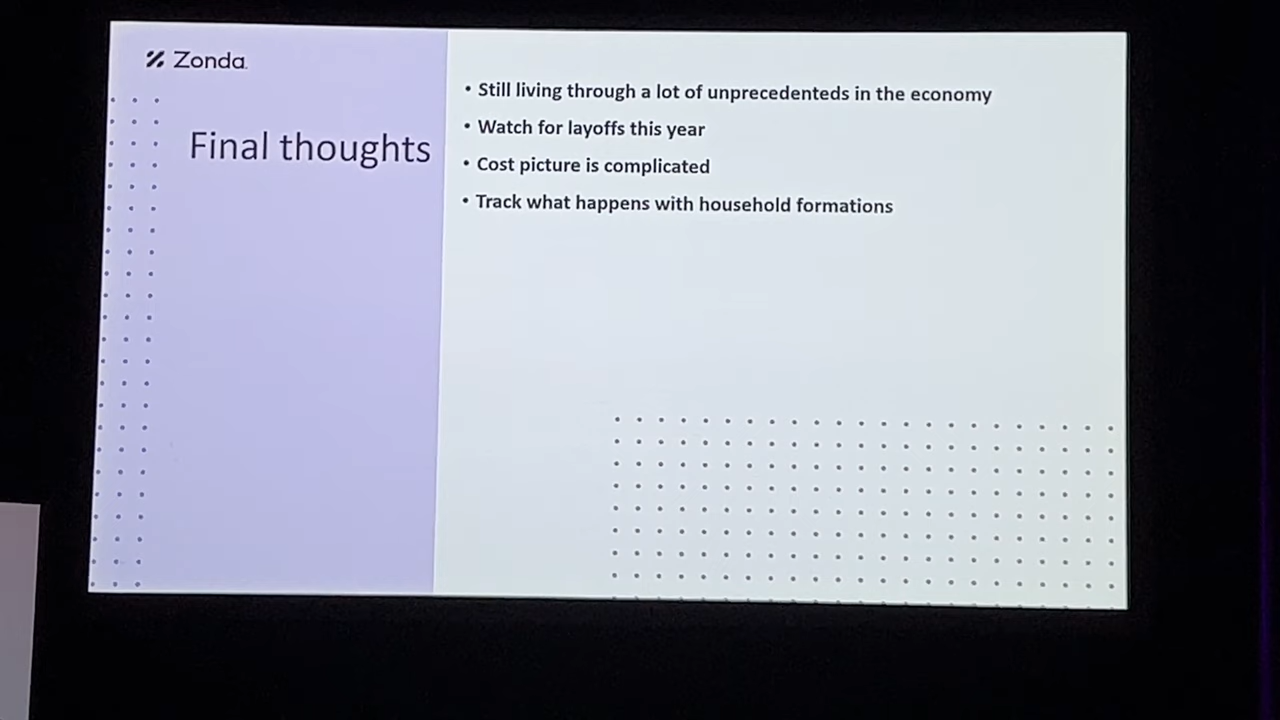 Zonda
Final thoughts
• Still living through a lot of unprecedenteds in the economy
• Watch for layoffs this year
• Cost picture is complicated
• Track what happens with household formations